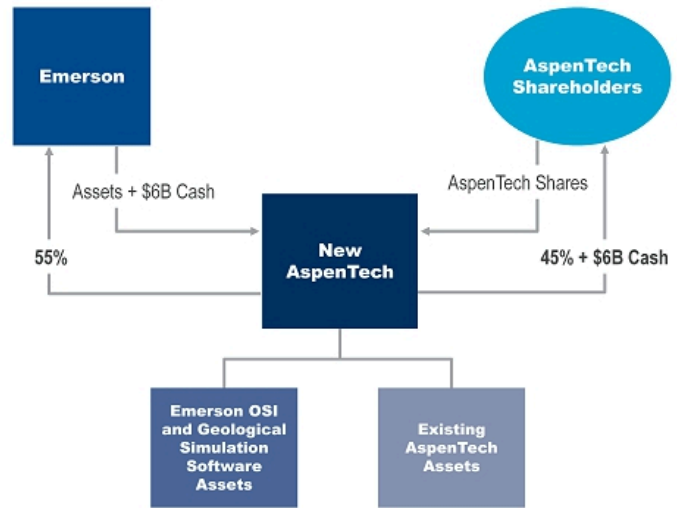 Emerson
AspenTech
Shareholders
Assets + $6B Cash
AspenTech Shares
55%
New
AspenTech
45% + $6B Cash
Emerson OSI
and Geological
Simulation
Software
Assets
Existing
AspenTech
Assets